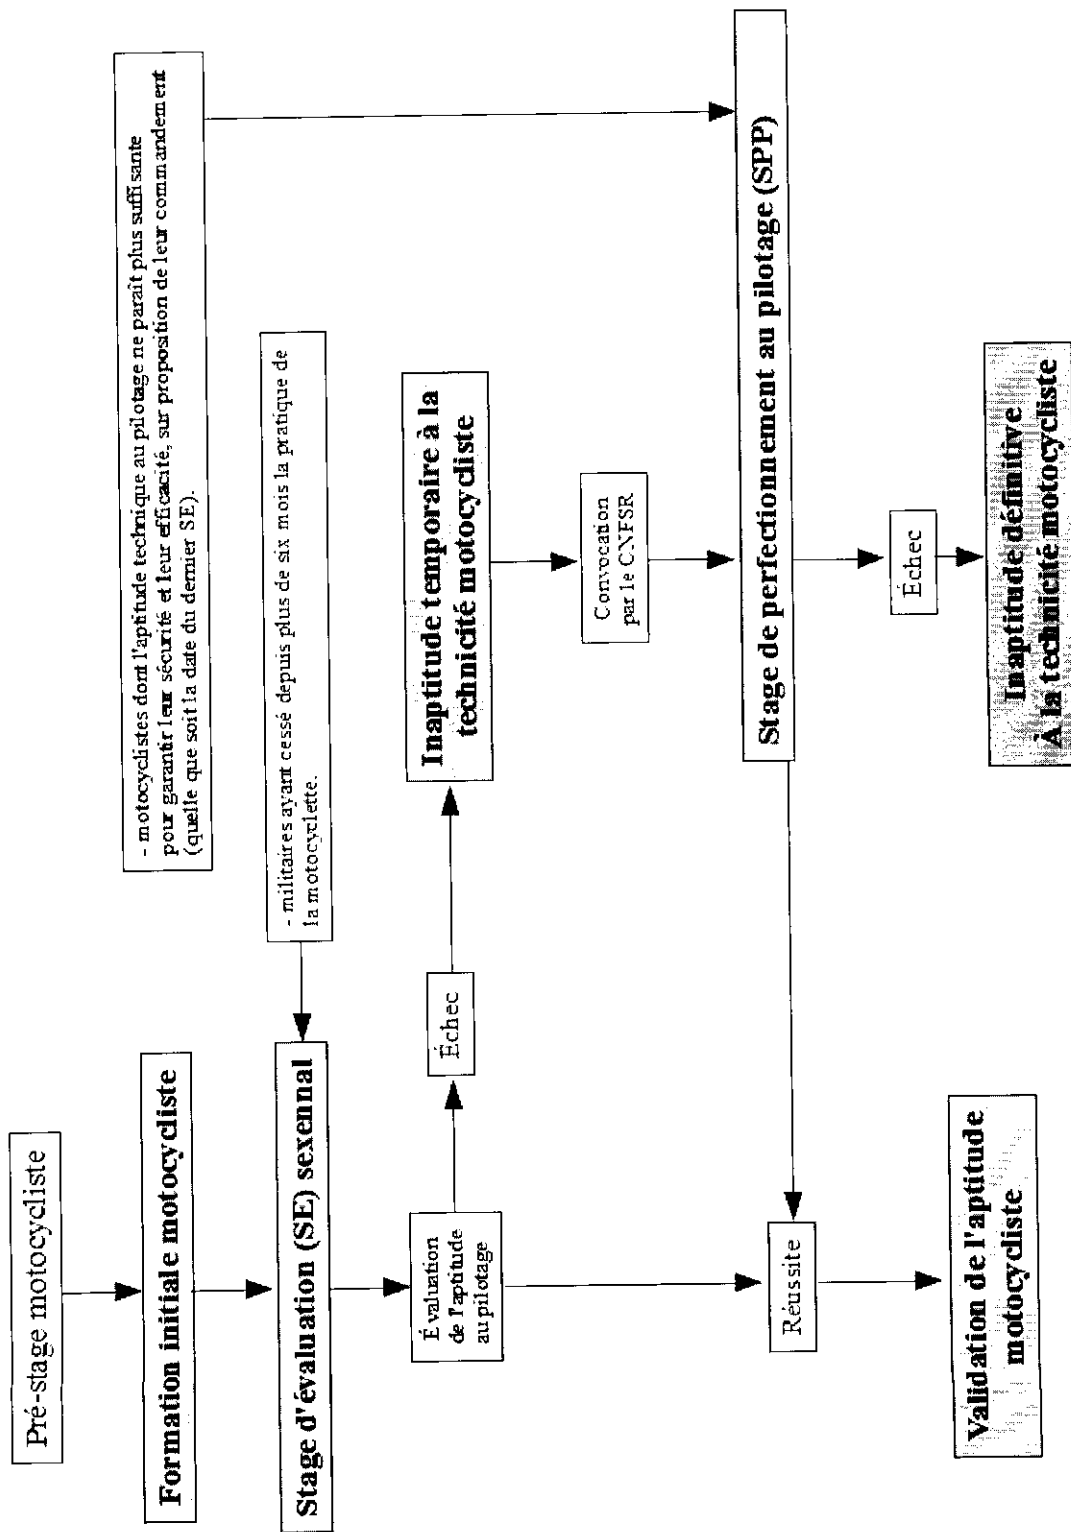 Pré-stage motocycliste
Formation initiale motocycliste
- motocyclistes dont l'aptitude technique au pilotage ne paraît plus suffisante
pour garantir leur sécurité et leur efficacité, sur proposition de leur commandement
(quelle que soit la date du dernier SE).
Stage d'évaluation (SE) sexennal
- militaires ayant cessé depuis plus de six mois la pratique de
la motocyclette.
Évaluation
de l'aptitude
au pilotage
Échec
Inaptitude temporaire à la
technicité motocycliste
Convocation
par le CNFSR
Réussite
Stage de perfectionnement au pilotage (SPP)
Échec
Validation de l'aptitude
motocycliste
Inaptitude définitive
À la technicité motocycliste